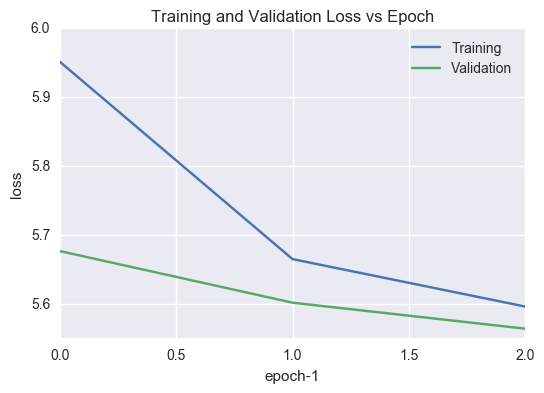 Training and Validation Loss vs Epoch
6.0
5.9
5.8
5.7
5.6
loss
Training
Validation
0.0 0.5 1.0 1.5 2.0
epoch-1